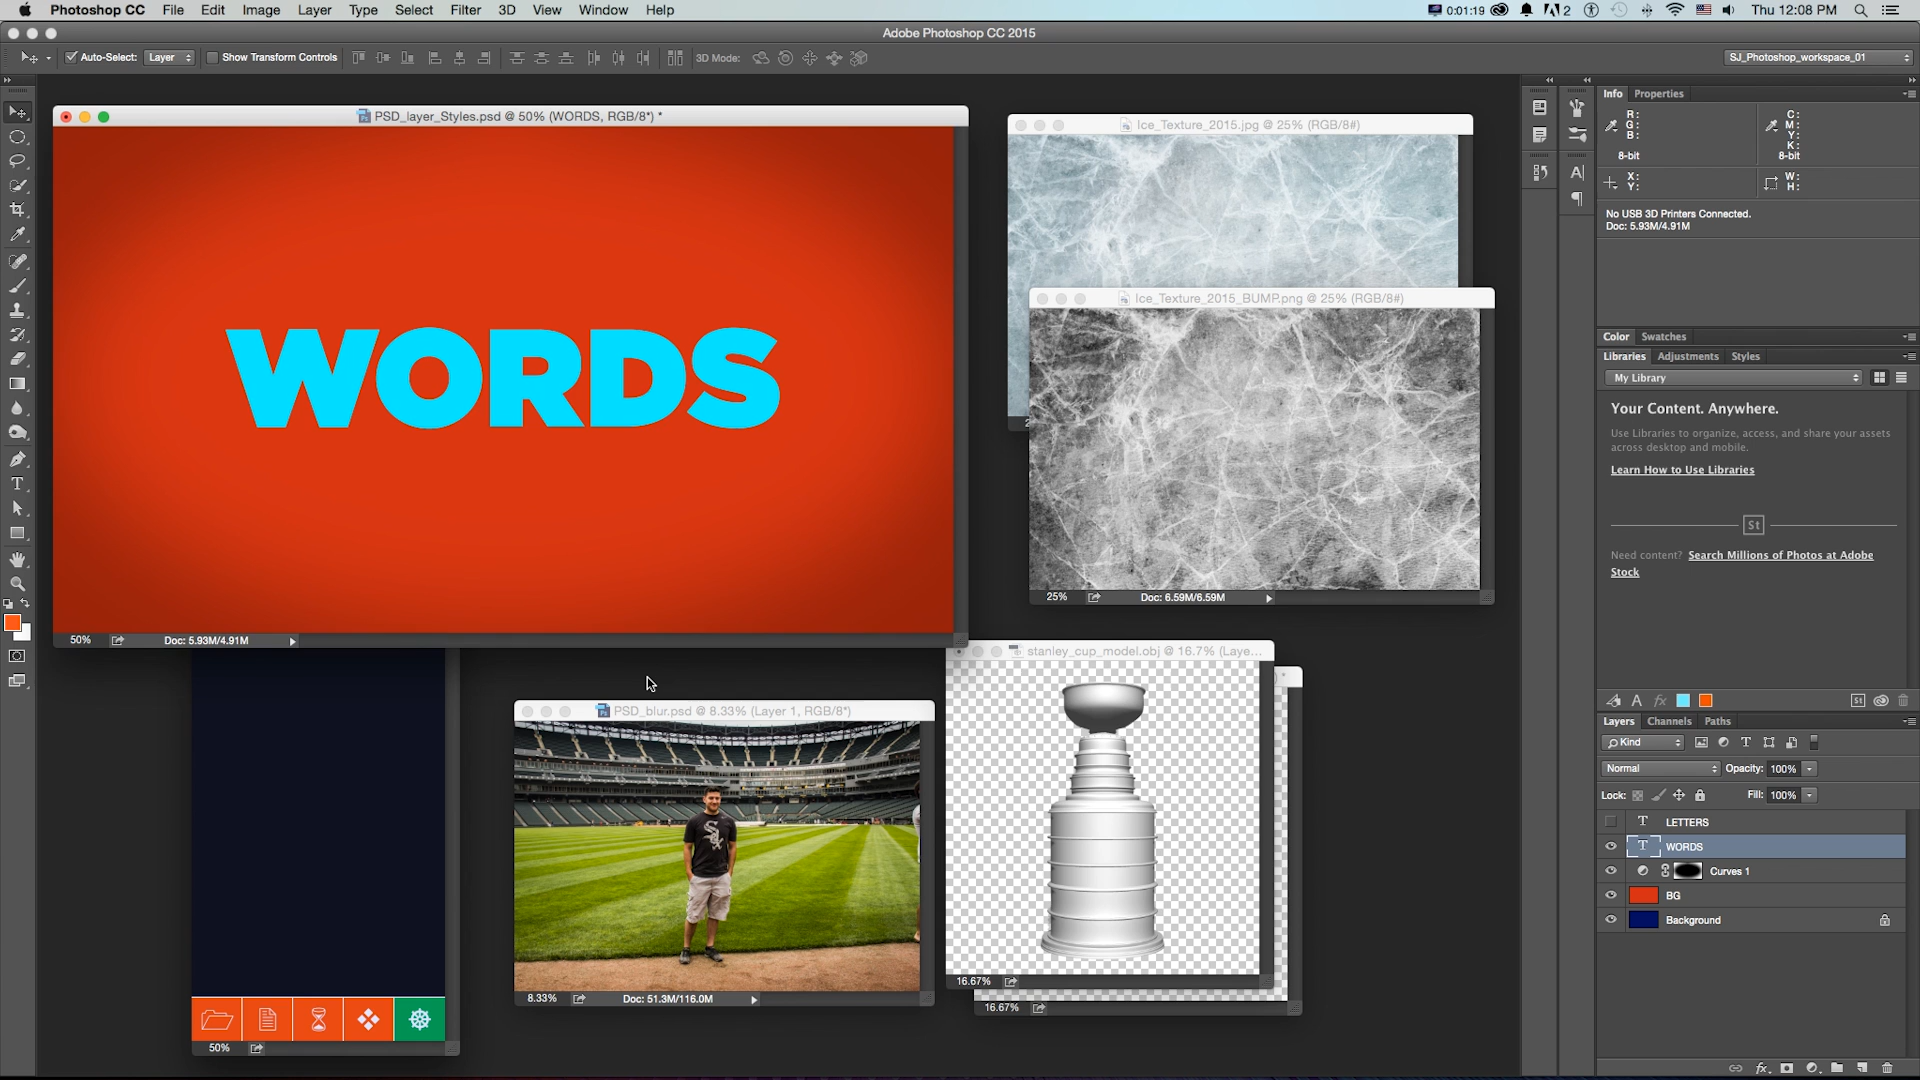 Photoshop CC File Edit Image Layer Type Select Filter 3D View Window Help 0:01:19 2 Thu 12:08 PM
Adobe Photoshop CC 2015
Auto-Select: Layer Show Transform Controls 3D Mode: SJ_Photoshop_workspace_01
PSD_layer_Styles.psd @ 50% (WORDS, RGB/8*) *
WORDS
50% Doc: 5.93M/4.91M
Ice_Texture_2015.jpg @ 25% (RGB/8#)
Ice_Texture_2015_BUMP.png @ 25% (RGB/8#)
25% Doc: 6.59M/6.59M
stanley_cup_model.obj @ 16.7% (Laye...
16.67%
16.67%
PSD_blur.psd @ 8.33% (Layer 1, RGB/8*)
8.33% Doc: 51.3M/116.0M
50%
Info Properties
R: C:
G: M:
B: Y:
K:
8-bit 8-bit
X: W:
Y: H:
No USB 3D Printers Connected.
Doc: 5.93M/4.91M
Color Swatches
Libraries Adjustments Styles
My Library
Your Content. Anywhere.
Use Libraries to organize, access, and share your assets
across desktop and mobile.
Learn How to Use Libraries
St
Need content? Search Millions of Photos at Adobe
Stock
A fx St
Layers Channels Paths
Kind T
Normal Opacity: 100%
Lock: Fill: 100%
T LETTERS
T WORDS
Curves 1
BG
Background
fx